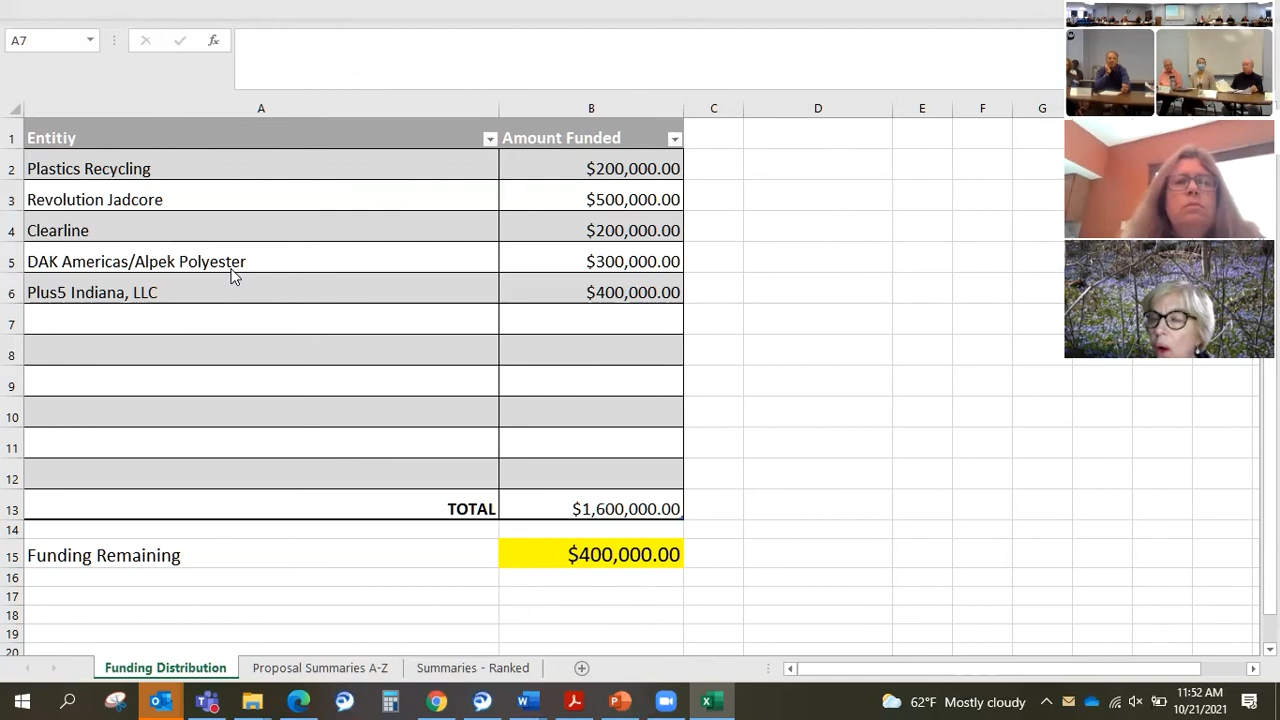 A7
fx
A B C D E F G
1 Entitiy Amount Funded
2 Plastics Recycling $200,000.00
3 Revolution Jadcore $500,000.00
4 Clearline $200,000.00
5 DAK Americas/Alpek Polyester $300,000.00
6 Plus5 Indiana, LLC $400,000.00
7
8
9
10
11
12
13 TOTAL $1,600,000.00
14
15 Funding Remaining $400,000.00
16
17
18
19
20
Funding Distribution Proposal Summaries A-Z Summaries - Ranked
62°F Mostly cloudy
11:52 AM
10/21/2021